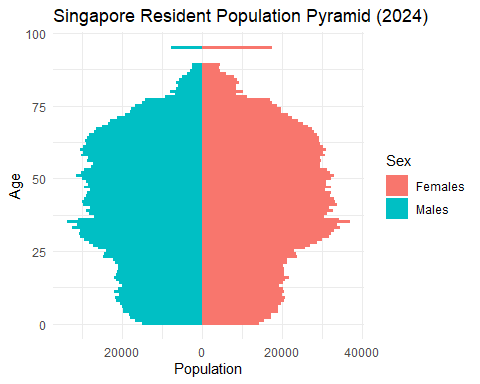 Singapore Resident Population Pyramid (2024)
100
75
50
25
0
Age
20000 0 20000 40000
Population
Sex
Females
Males